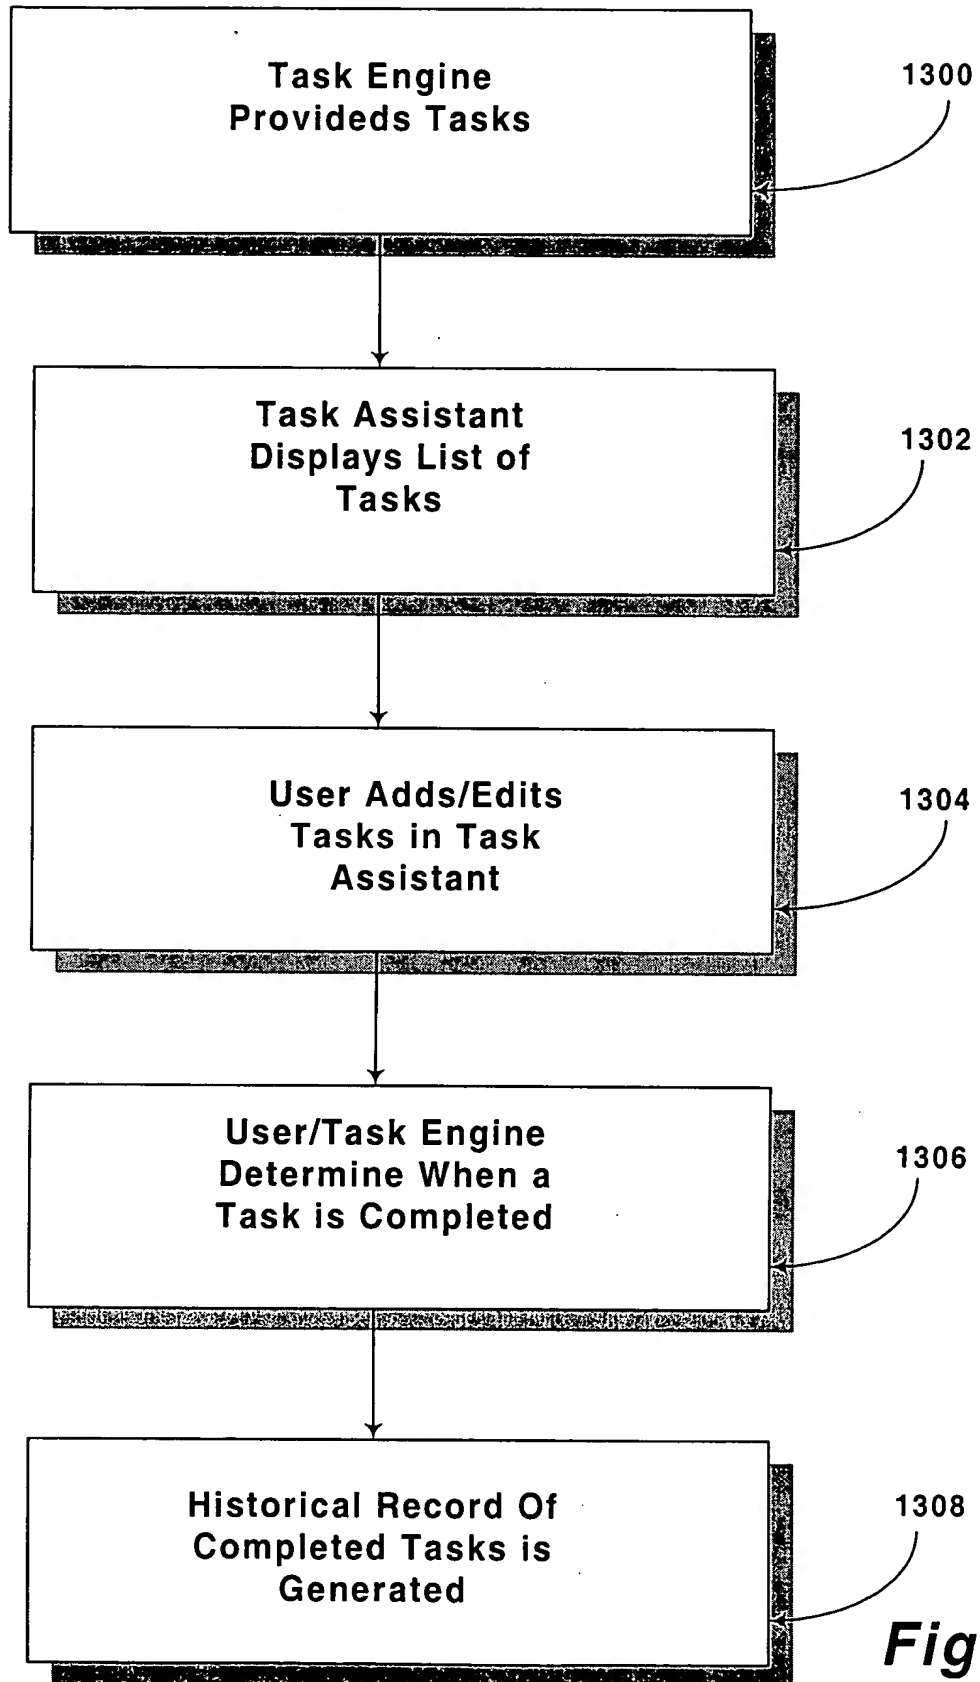 Task Engine
Provideds Tasks
1300
Task Assistant
Displays List of
Tasks
1302
User Adds/Edits
Tasks in Task
Assistant
1304
User/Task Engine
Determine When a
Task is Completed
1306
Historical Record Of
Completed Tasks is
Generated
1308
Fig